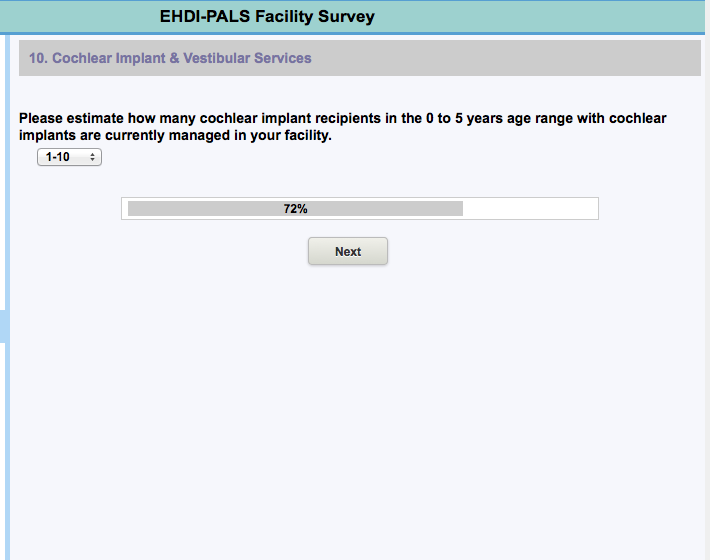 EHDI-PALS Facility Survey
10. Cochlear Implant & Vestibular Services
Please estimate how many cochlear implant recipients in the 0 to 5 years age range with cochlear
implants are currently managed in your facility.
1-10
72%
Next